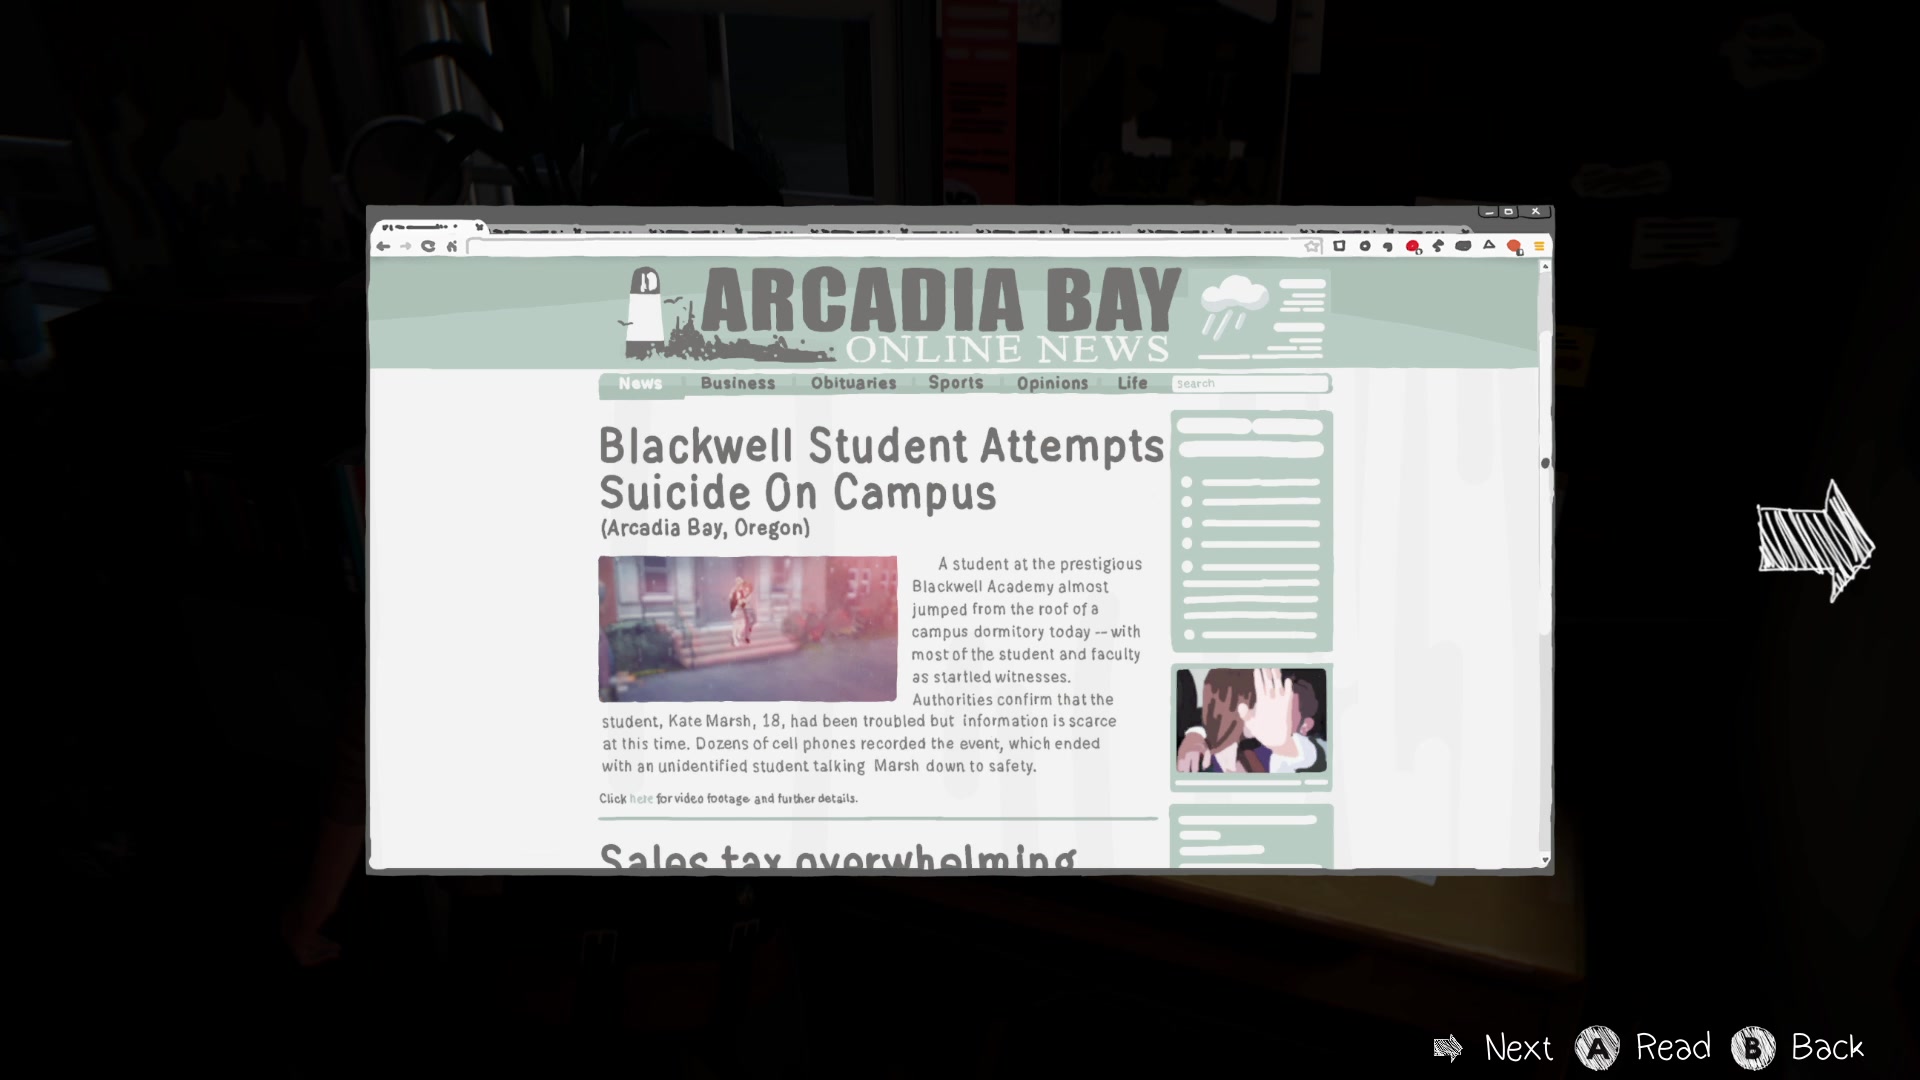 ARCADIA BAY
ONLINE NEWS
News Business Obituaries Sports Opinions Life search
Blackwell Student Attempts
Suicide On Campus
(Arcadia Bay, Oregon)
A student at the prestigious
Blackwell Academy almost
jumped from the roof of a
campus dormitory today -- with
most of the student and faculty
as startled witnesses.
Authorities confirm that the
student, Kate Marsh, 18, had been troubled but information is scarce
at this time. Dozens of cell phones recorded the event, which ended
with an unidentified student talking Marsh down to safety.
Click here for video footage and further details.
Sales tax overwhelming
Next A Read B Back